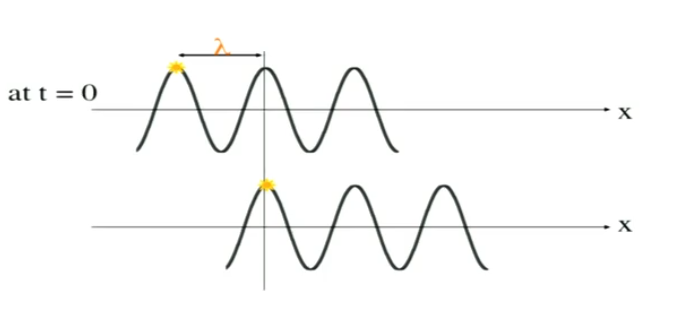 λ
at t = 0
x
x